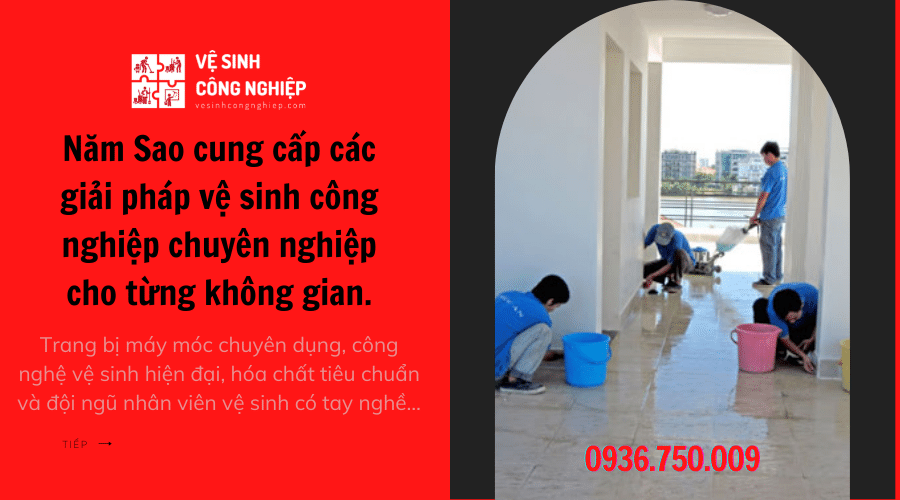 VỆ SINH
CÔNG NGHIỆP
vesinhcongnghiep.com
Năm Sao cung cấp các
giải pháp vệ sinh công
nghiệp chuyên nghiệp
cho từng không gian.
Trang bị máy móc chuyên dụng, công
nghệ vệ sinh hiện đại, hóa chất tiêu chuẩn
và đội ngũ nhân viên vệ sinh có tay nghề...
TIẾP →
0936.750.009